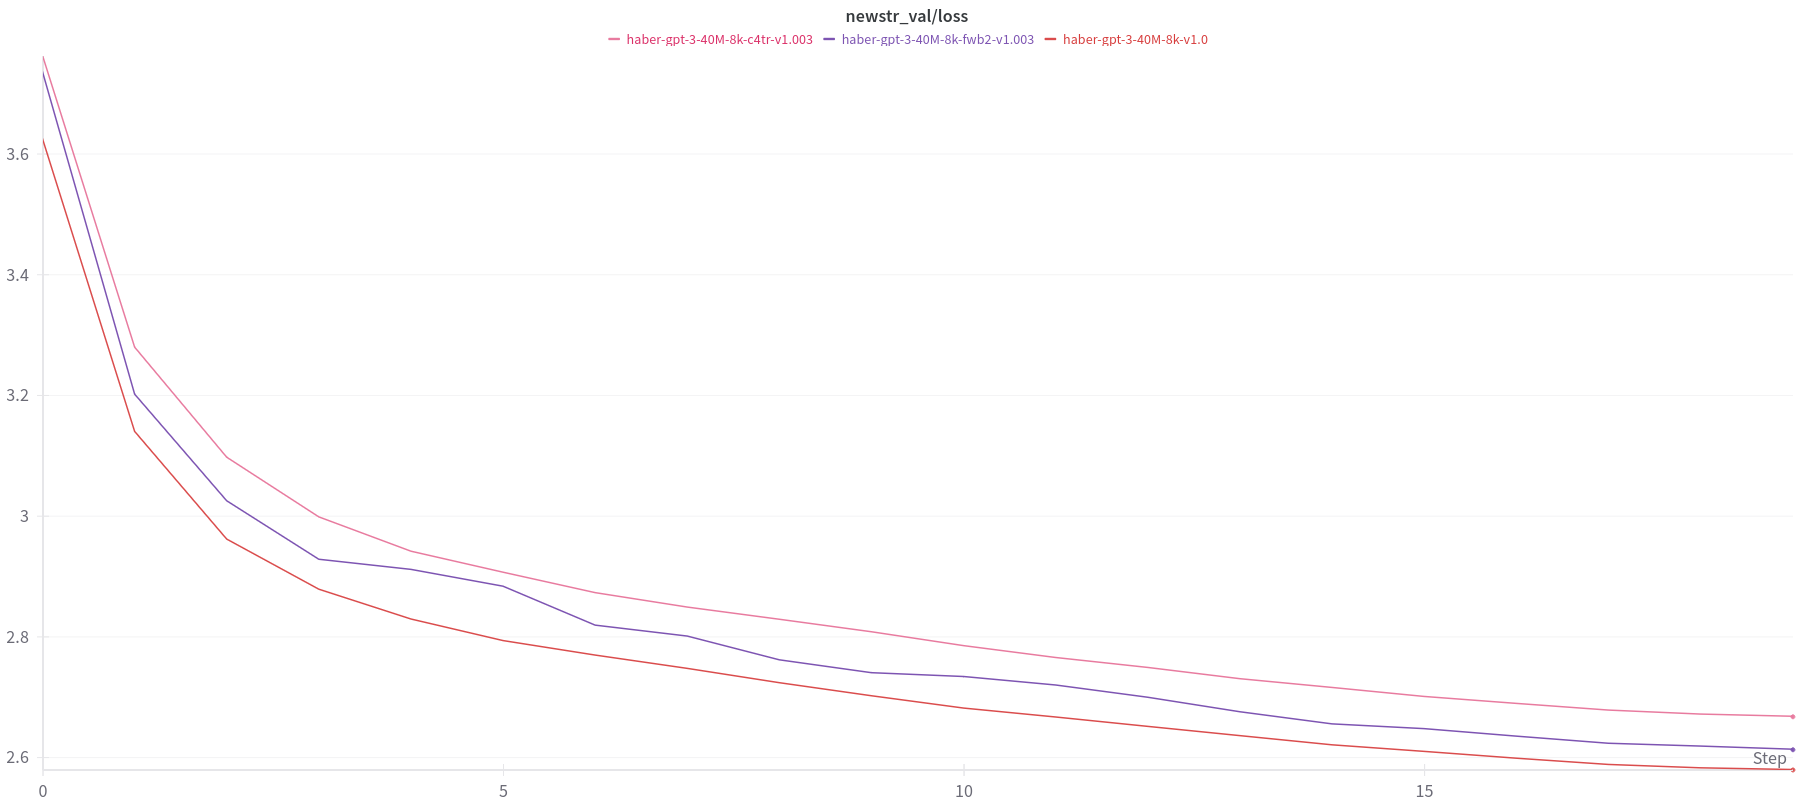 newstr_val/loss
haber-gpt-3-40M-8k-c4tr-v1.003 haber-gpt-3-40M-8k-fwb2-v1.003 haber-gpt-3-40M-8k-v1.0
3.6
3.4
3.2
3
2.8
2.6
Step
0 5 10 15